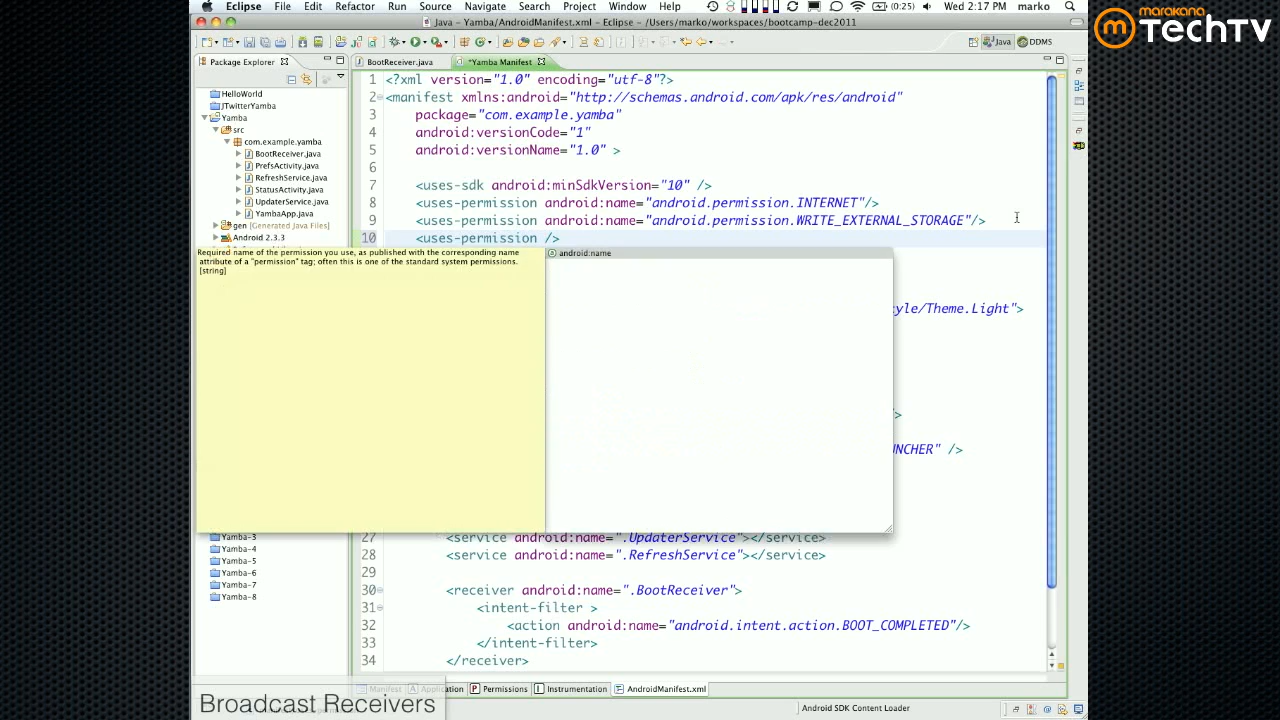 Eclipse File Edit Refactor Run Source Navigate Search Project Window Help (0:25) Wed 2:17 PM marko
marakana
TechTV
Java – Yamba/AndroidManifest.xml – Eclipse – /Users/marko/workspaces/bootcamp-dec2011
Java DDMS
Package Explorer
BootReceiver.java
*Yamba Manifest
HelloWorld
JTwitterYamba
Yamba
src
com.example.yamba
BootReceiver.java
PrefsActivity.java
RefreshService.java
StatusActivity.java
UpdaterService.java
YambaApp.java
gen [Generated Java Files]
Android 2.3.3
1 <?xml version="1.0" encoding="utf-8"?>
2 <manifest xmlns:android="http://schemas.android.com/apk/res/android"
3 package="com.example.yamba"
4 android:versionCode="1"
5 android:versionName="1.0" >
6
7 <uses-sdk android:minSdkVersion="10" />
8 <uses-permission android:name="android.permission.INTERNET"/>
9 <uses-permission android:name="android.permission.WRITE_EXTERNAL_STORAGE"/>
10 <uses-permission />
Required name of the permission you use, as published with the corresponding name
attribute of a "permission" tag; often this is one of the standard system permissions.
[string]
android:name
yle/Theme.Light">
/>
NCHER" />
Yamba-3
Yamba-4
Yamba-5
Yamba-6
Yamba-7
Yamba-8
27 <service android:name=".UpdaterService"></service>
28 <service android:name=".RefreshService"></service>
29
30 <receiver android:name=".BootReceiver">
31 <intent-filter >
32 <action android:name="android.intent.action.BOOT_COMPLETED"/>
33 </intent-filter>
34 </receiver>
Manifest Application Permissions Instrumentation AndroidManifest.xml
Broadcast Receivers
Android SDK Content Loader